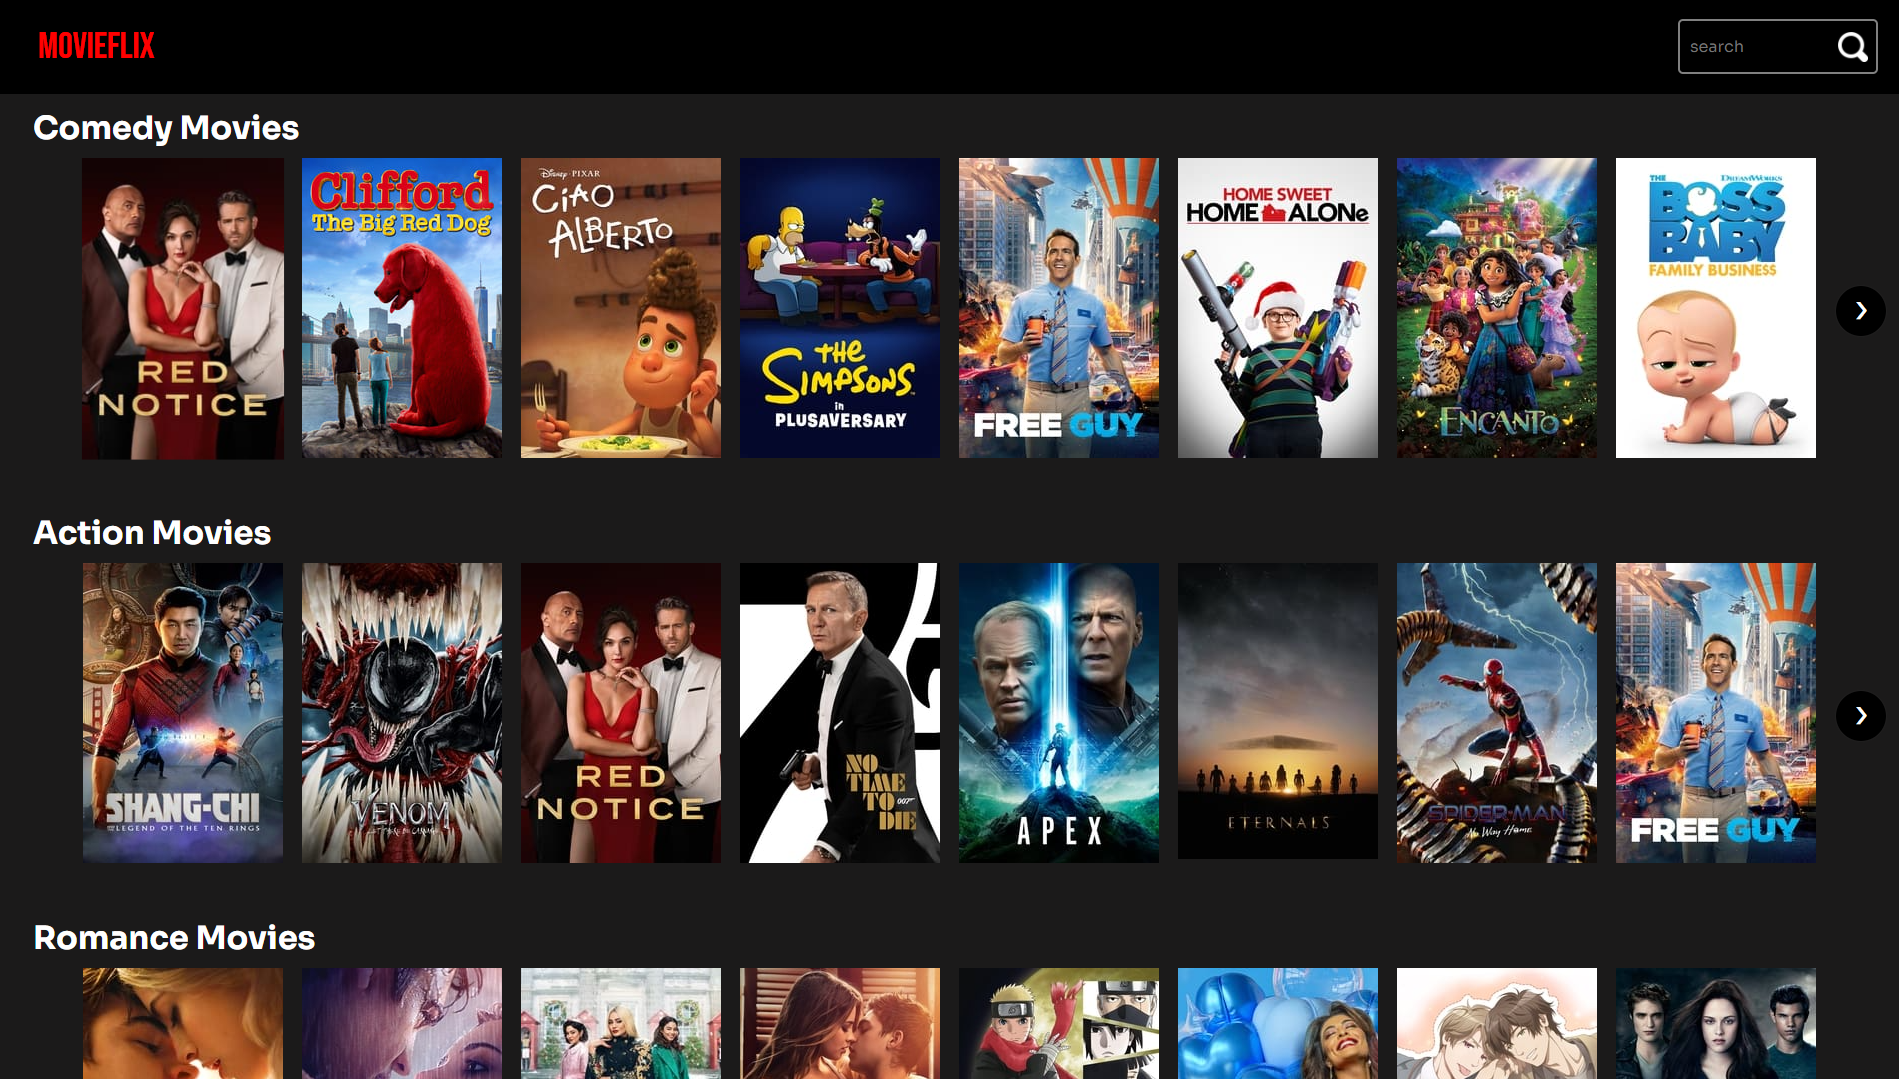 MOVIEFLIX
search
Comedy Movies
RED
NOTICE
Clifford
The Big Red Dog
Disney · PIXAR
CIAO
ALBERTO
THE
SIMPSONS
in
PLUSAVERSARY
FREE GUY
HOME SWEET
HOME ALONe
ENCANTO
THE
DREAMWORKS
BOSS
BABY
FAMILY BUSINESS
Action Movies
SHANG-CHI
LEGEND OF THE TEN RINGS
VENOM
LET THERE BE CARNAGE
RED
NOTICE
NO
TIME
TO 007
DIE
APEX
ETERNALS
SPIDER-MAN
No Way Home
FREE GUY
Romance Movies